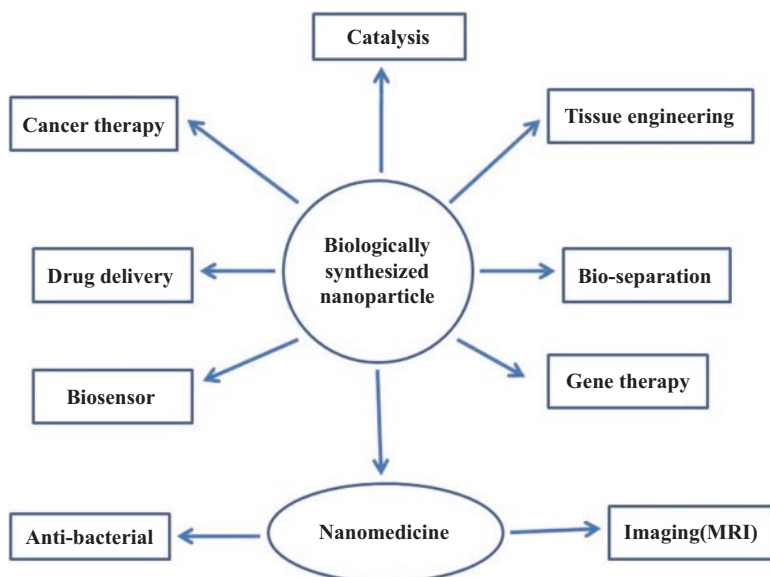 Catalysis
Cancer therapy
Tissue engineering
Biologically
synthesized
nanoparticle
Drug delivery
Bio-separation
Biosensor
Gene therapy
Anti-bacterial
Nanomedicine
Imaging(MRI)